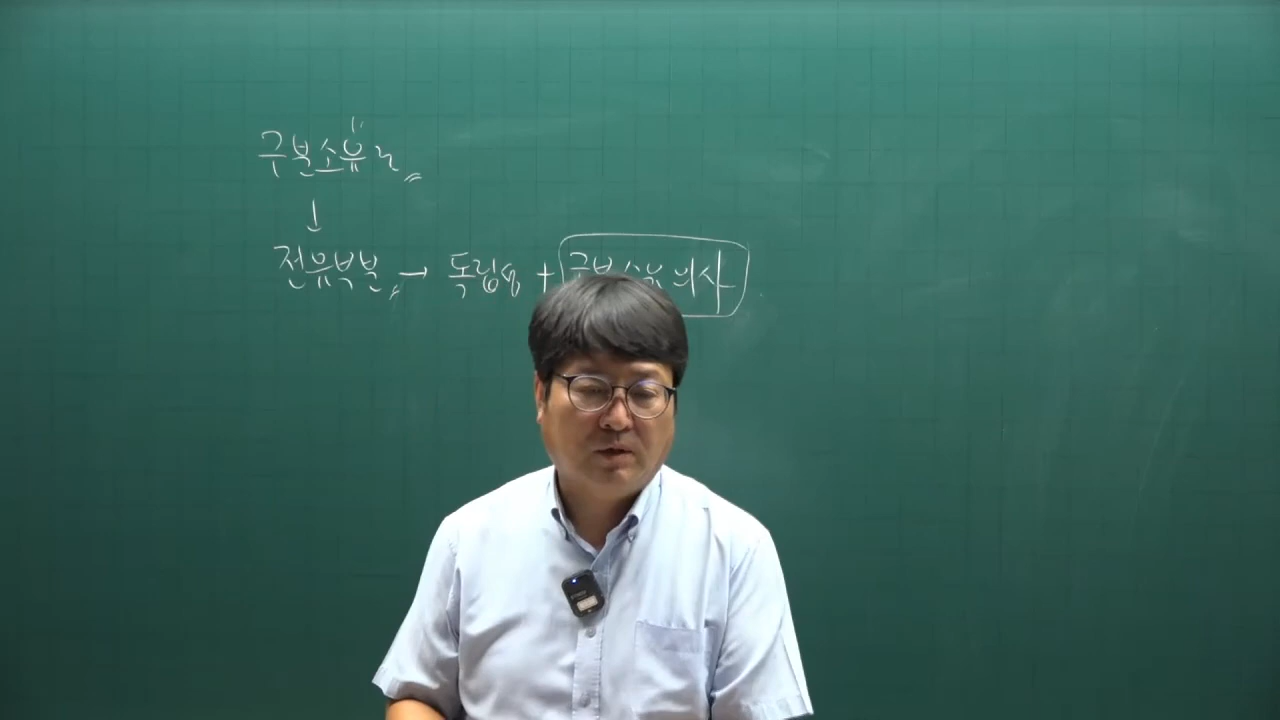 구분소유권
↓
전유부분 → 독립성 + 구분소유 의사